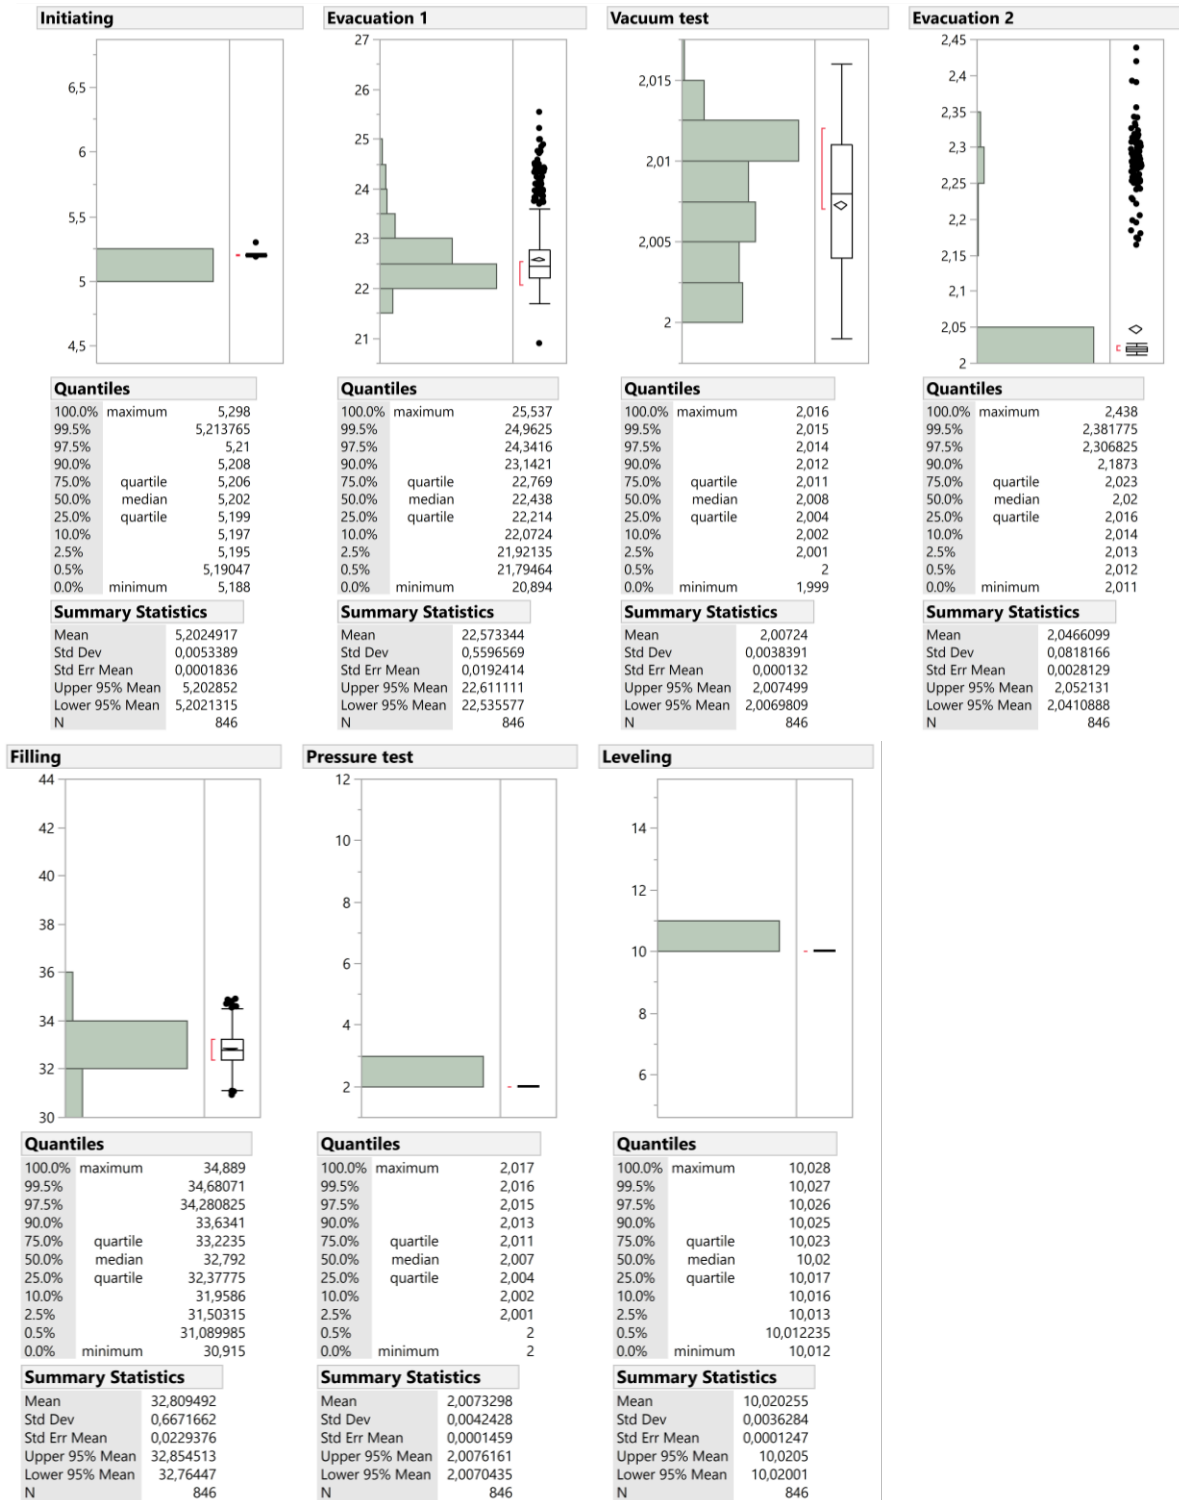 Initiating
6,5
6
5,5
5
4,5
Quantiles
100.0% maximum 5,298
99.5% 5,213765
97.5% 5,21
90.0% 5,208
75.0% quartile 5,206
50.0% median 5,202
25.0% quartile 5,199
10.0% 5,197
2.5% 5,195
0.5% 5,19047
0.0% minimum 5,188
Summary Statistics
Mean 5,2024917
Std Dev 0,0053389
Std Err Mean 0,0001836
Upper 95% Mean 5,202852
Lower 95% Mean 5,2021315
N 846
Evacuation 1
27
26
25
24
23
22
21
Quantiles
100.0% maximum 25,537
99.5% 24,9625
97.5% 24,3416
90.0% 23,1421
75.0% quartile 22,769
50.0% median 22,438
25.0% quartile 22,214
10.0% 22,0724
2.5% 21,92135
0.5% 21,79464
0.0% minimum 20,894
Summary Statistics
Mean 22,573344
Std Dev 0,5596569
Std Err Mean 0,0192414
Upper 95% Mean 22,611111
Lower 95% Mean 22,535577
N 846
Vacuum test
2,015
2,01
2,005
2
Quantiles
100.0% maximum 2,016
99.5% 2,015
97.5% 2,014
90.0% 2,012
75.0% quartile 2,011
50.0% median 2,008
25.0% quartile 2,004
10.0% 2,002
2.5% 2,001
0.5% 2
0.0% minimum 1,999
Summary Statistics
Mean 2,00724
Std Dev 0,0038391
Std Err Mean 0,000132
Upper 95% Mean 2,007499
Lower 95% Mean 2,0069809
N 846
Evacuation 2
2,45
2,4
2,35
2,3
2,25
2,2
2,15
2,1
2,05
2
Quantiles
100.0% maximum 2,438
99.5% 2,381775
97.5% 2,306825
90.0% 2,1873
75.0% quartile 2,023
50.0% median 2,02
25.0% quartile 2,016
10.0% 2,014
2.5% 2,013
0.5% 2,012
0.0% minimum 2,011
Summary Statistics
Mean 2,0466099
Std Dev 0,0818166
Std Err Mean 0,0028129
Upper 95% Mean 2,052131
Lower 95% Mean 2,0410888
N 846
Filling
44
42
40
38
36
34
32
30
Quantiles
100.0% maximum 34,889
99.5% 34,68071
97.5% 34,280825
90.0% 33,6341
75.0% quartile 33,2235
50.0% median 32,792
25.0% quartile 32,37775
10.0% 31,9586
2.5% 31,50315
0.5% 31,089985
0.0% minimum 30,915
Summary Statistics
Mean 32,809492
Std Dev 0,6671662
Std Err Mean 0,0229376
Upper 95% Mean 32,854513
Lower 95% Mean 32,76447
N 846
Pressure test
12
10
8
6
4
2
Quantiles
100.0% maximum 2,017
99.5% 2,016
97.5% 2,015
90.0% 2,013
75.0% quartile 2,011
50.0% median 2,007
25.0% quartile 2,004
10.0% 2,002
2.5% 2,001
0.5% 2
0.0% minimum 2
Summary Statistics
Mean 2,0073298
Std Dev 0,0042428
Std Err Mean 0,0001459
Upper 95% Mean 2,0076161
Lower 95% Mean 2,0070435
N 846
Leveling
14
12
10
8
6
Quantiles
100.0% maximum 10,028
99.5% 10,027
97.5% 10,026
90.0% 10,025
75.0% quartile 10,023
50.0% median 10,02
25.0% quartile 10,017
10.0% 10,016
2.5% 10,013
0.5% 10,012235
0.0% minimum 10,012
Summary Statistics
Mean 10,020255
Std Dev 0,0036284
Std Err Mean 0,0001247
Upper 95% Mean 10,0205
Lower 95% Mean 10,02001
N 846